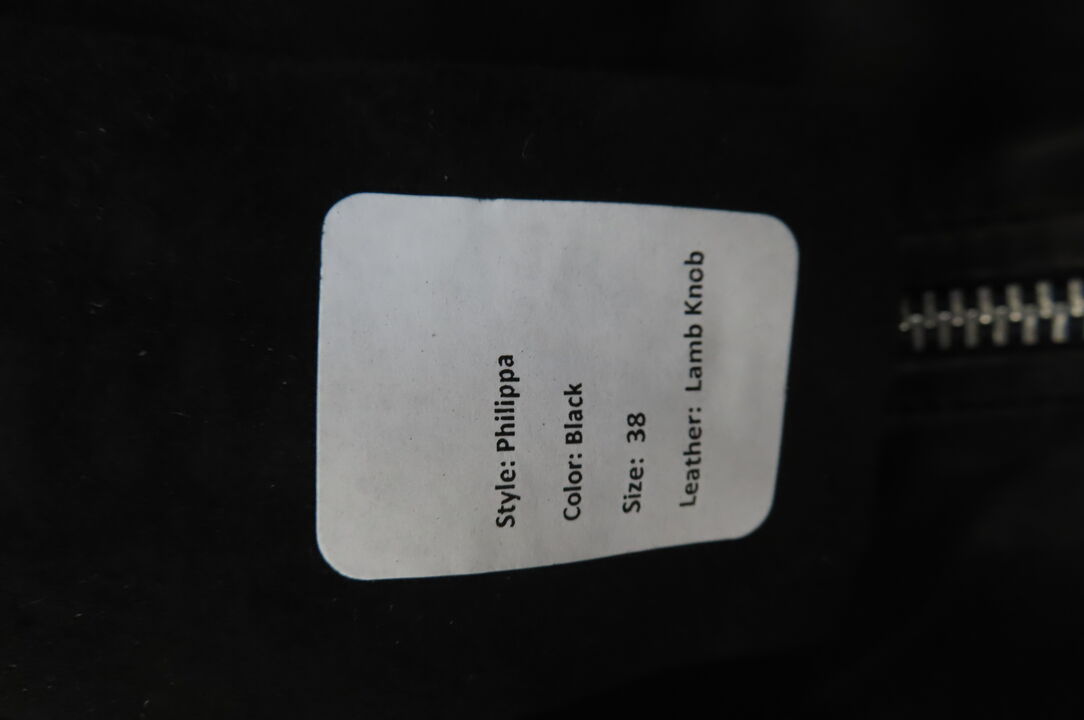 Style: Philippa
Color: Black
Size: 38
Leather: Lamb Knob